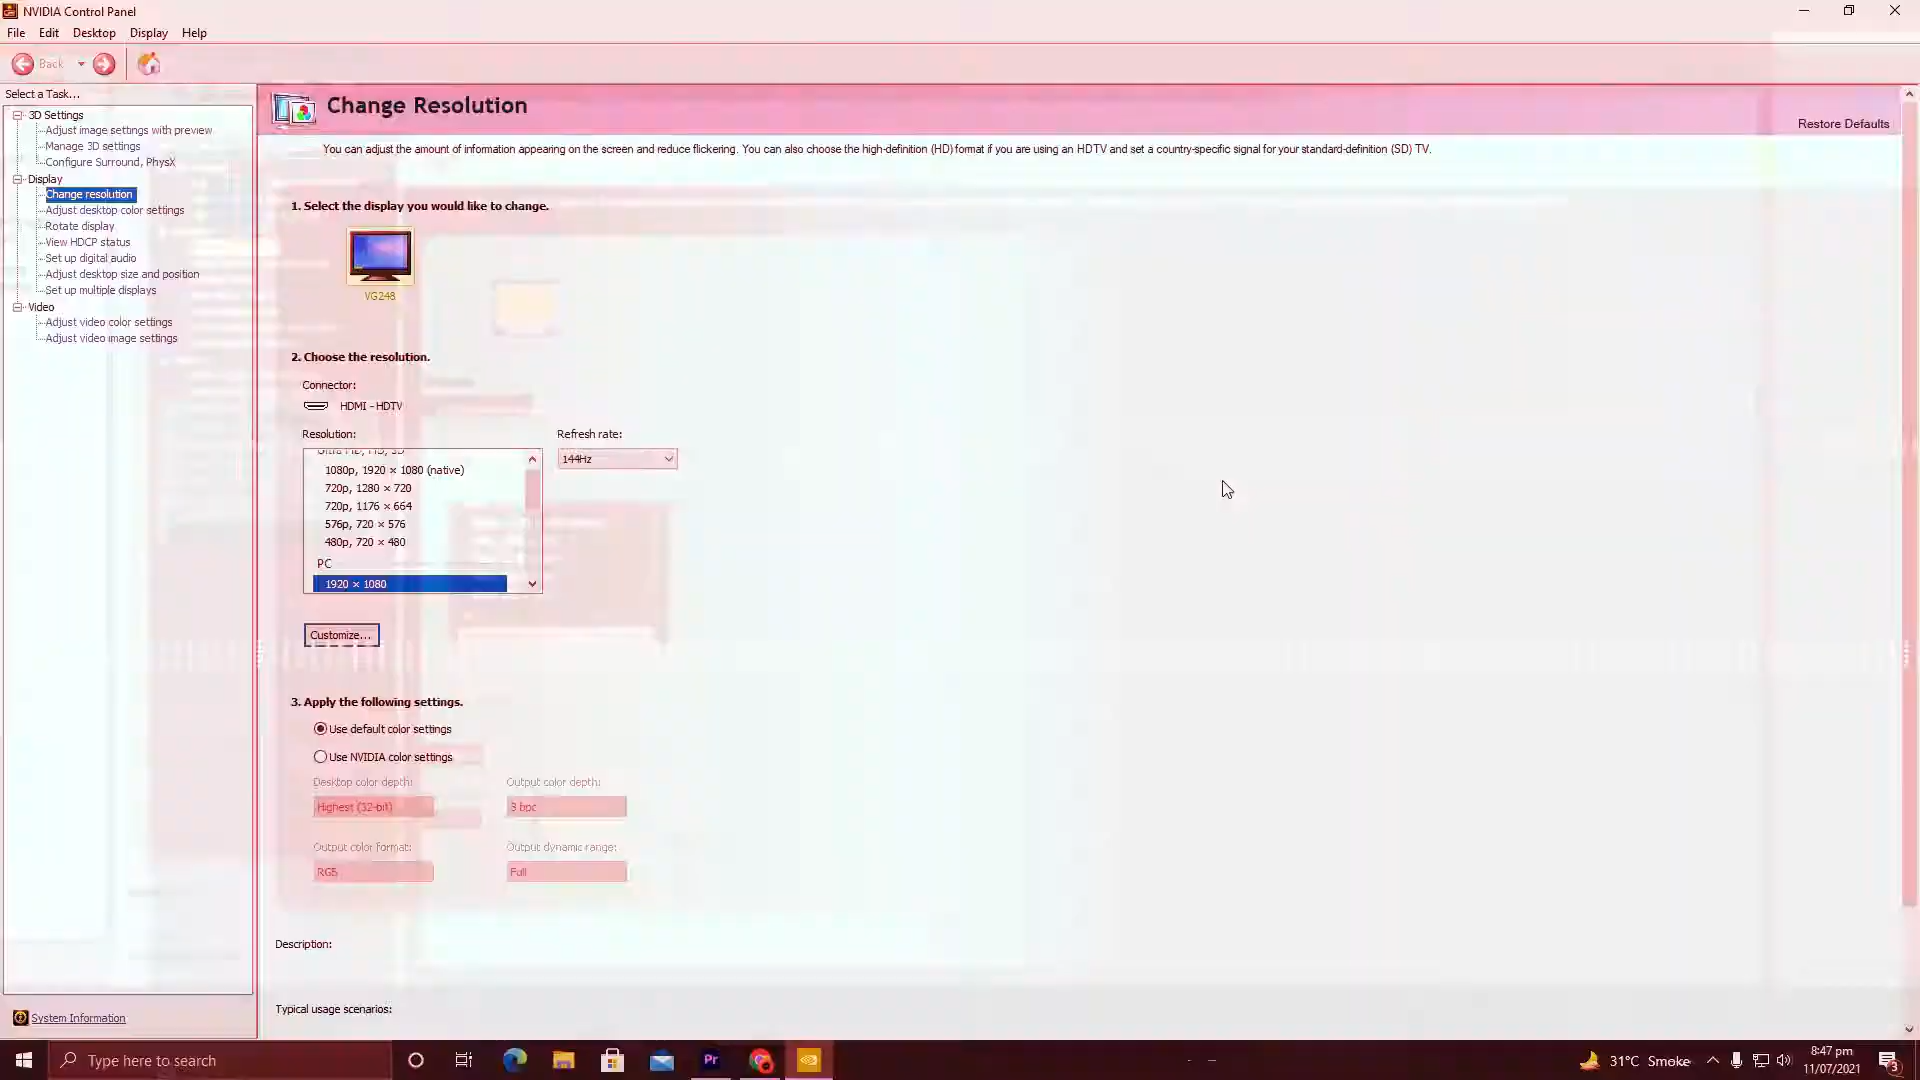 NVIDIA Control Panel
File Edit Desktop Display Help
Back
Select a Task...
3D Settings
Adjust image settings with preview
Manage 3D settings
Configure Surround, PhysX
Display
Change resolution
Adjust desktop color settings
Rotate display
View HDCP status
Set up digital audio
Adjust desktop size and position
Set up multiple displays
Video
Adjust video color settings
Adjust video image settings
System Information
Change Resolution
Restore Defaults
You can adjust the amount of information appearing on the screen and reduce flickering. You can also choose the high-definition (HD) format if you are using an HDTV and set a country-specific signal for your standard-definition (SD) TV.
1. Select the display you would like to change.
VG248
2. Choose the resolution.
Connector:
HDMI - HDTV
Resolution:
Refresh rate:
Ultra HD, HD, SD
144Hz
1080p, 1920 × 1080 (native)
720p, 1280 × 720
720p, 1176 × 664
576p, 720 × 576
480p, 720 × 480
PC
1920 × 1080
Customize...
3. Apply the following settings.
Use default color settings
Use NVIDIA color settings
Desktop color depth:
Output color depth:
Highest (32-bit)
8 bpc
Output color format:
Output dynamic range:
RGB
Full
Description:
Typical usage scenarios:
Type here to search
Pr
31°C Smoke
8:47 pm
11/07/2021
3